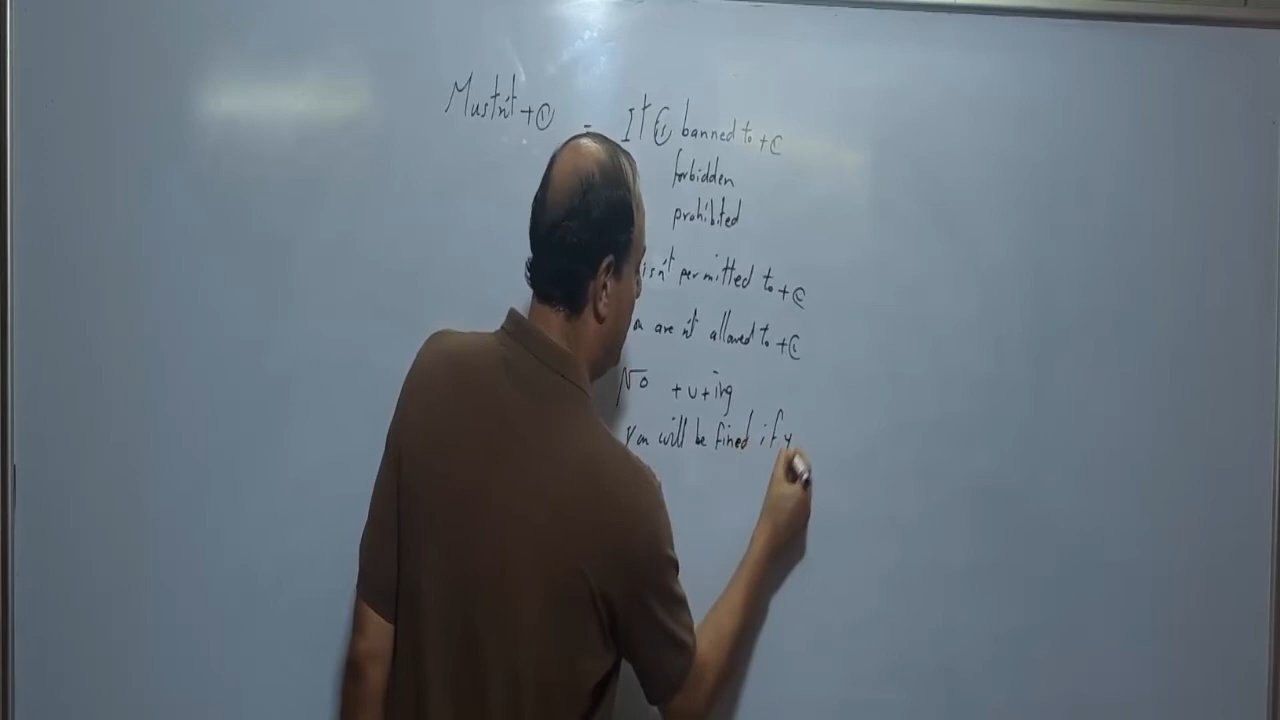 Mustn't + ① = It is banned to + C
forbidden
prohibited
isn't permitted to + C
are n't allowed to + C
No + v + ing
You will be fined if y